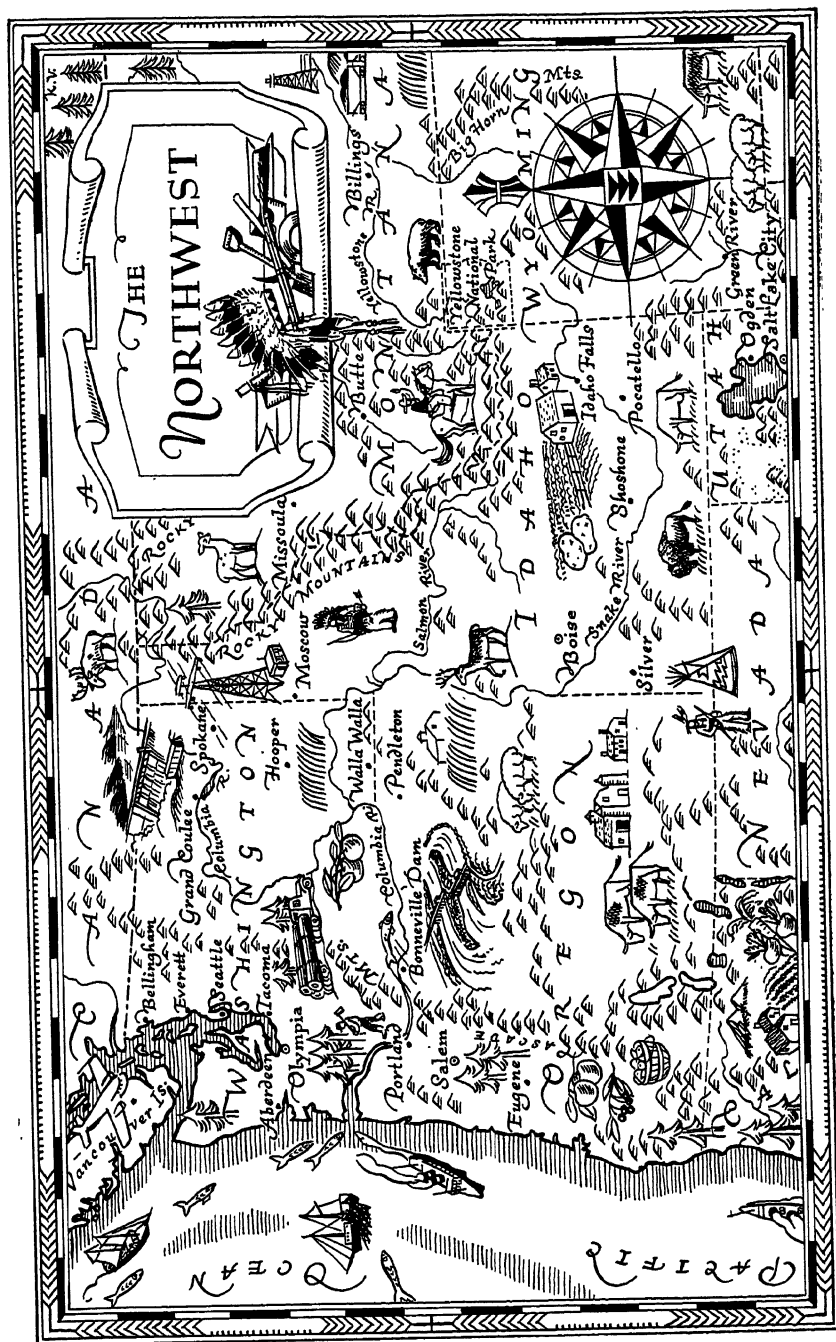 THE
NORTHWEST
CANADA
PACIFIC OCEAN
Vancouver Is.
WASHINGTON
Bellingham
Everett
Seattle
Tacoma
Olympia
Aberdeen
Grand Coulee
Columbia R.
Spokane
Hooper
Walla Walla
Columbia R.
OREGON
Portland
Salem
Eugene
CASCADE MTS
Bonneville Dam
Pendleton
IDAHO
Moscow
Salmon River
Boise
Silver
Snake River
Shoshone
Pocatello
Idaho Falls
ROCKY
ROCKY MOUNTAINS
MONTANA
Missoula
Butte
Yellowstone R.
Billings
WYOMING
Yellowstone
National
Park
Big Horn Mts
Green River
UTAH
Ogden
Salt Lake City
NEVADA
CAL